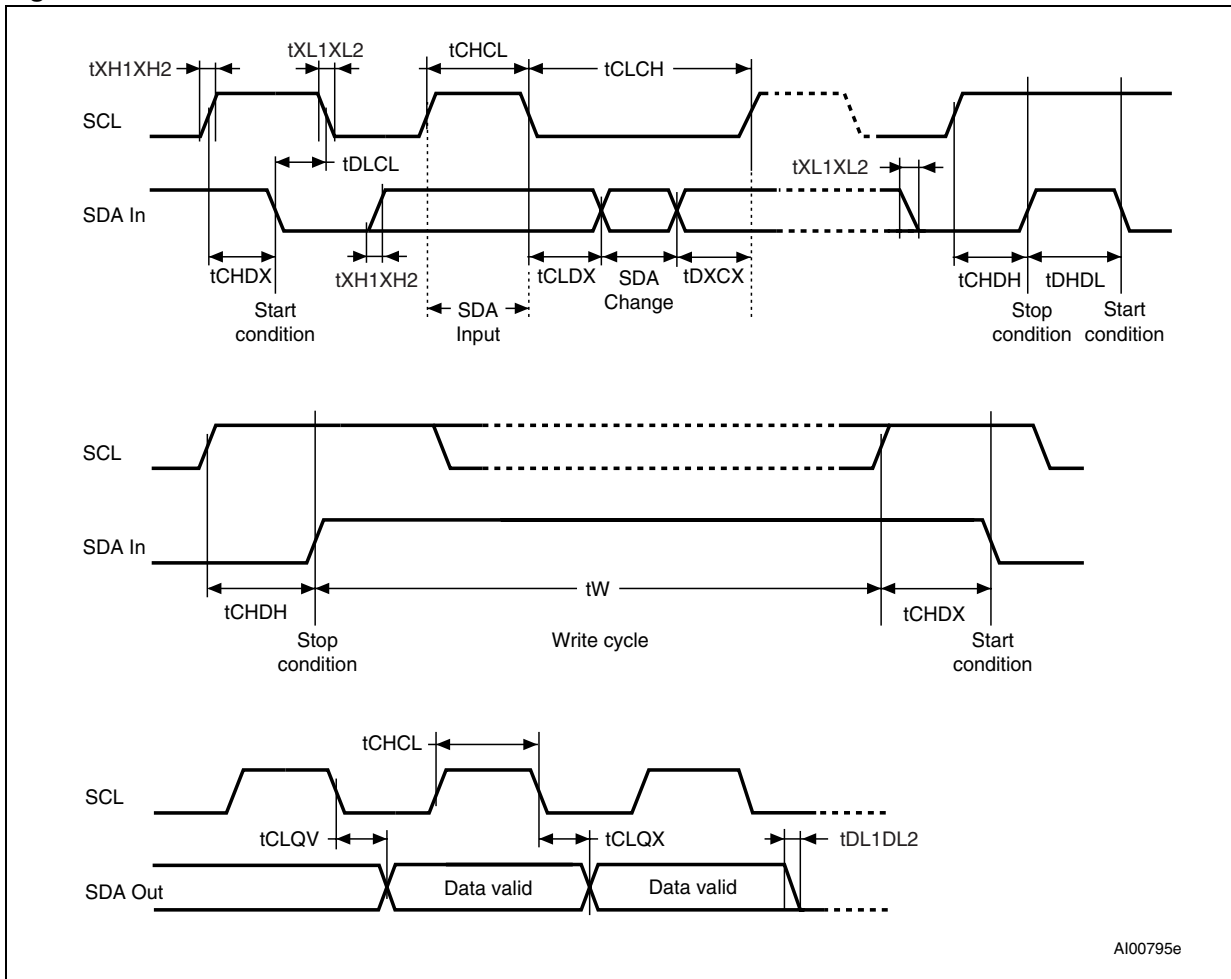 tXH1XH2
tXL1XL2
tCHCL
tCLCH
SCL
tDLCL
tXL1XL2
SDA In
tCHDX
tXH1XH2
tCLDX
SDA
Change
tDXCX
tCHDH
tDHDL
Start
condition
SDA
Input
Stop
condition
Start
condition
SCL
SDA In
tCHDH
tW
tCHDX
Stop
condition
Write cycle
Start
condition
tCHCL
SCL
tCLQV
tCLQX
tDL1DL2
SDA Out
Data valid
Data valid
AI00795e